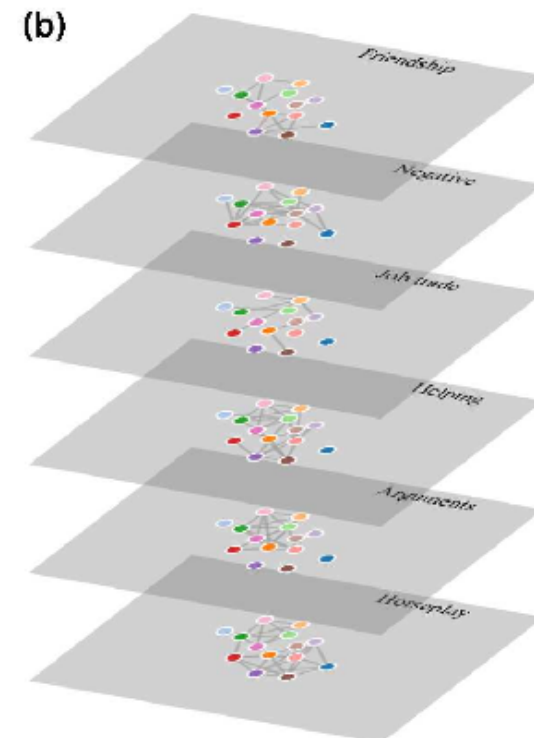 (b)
Friendship
Negative
Job trade
Helping
Arguments
Horseplay